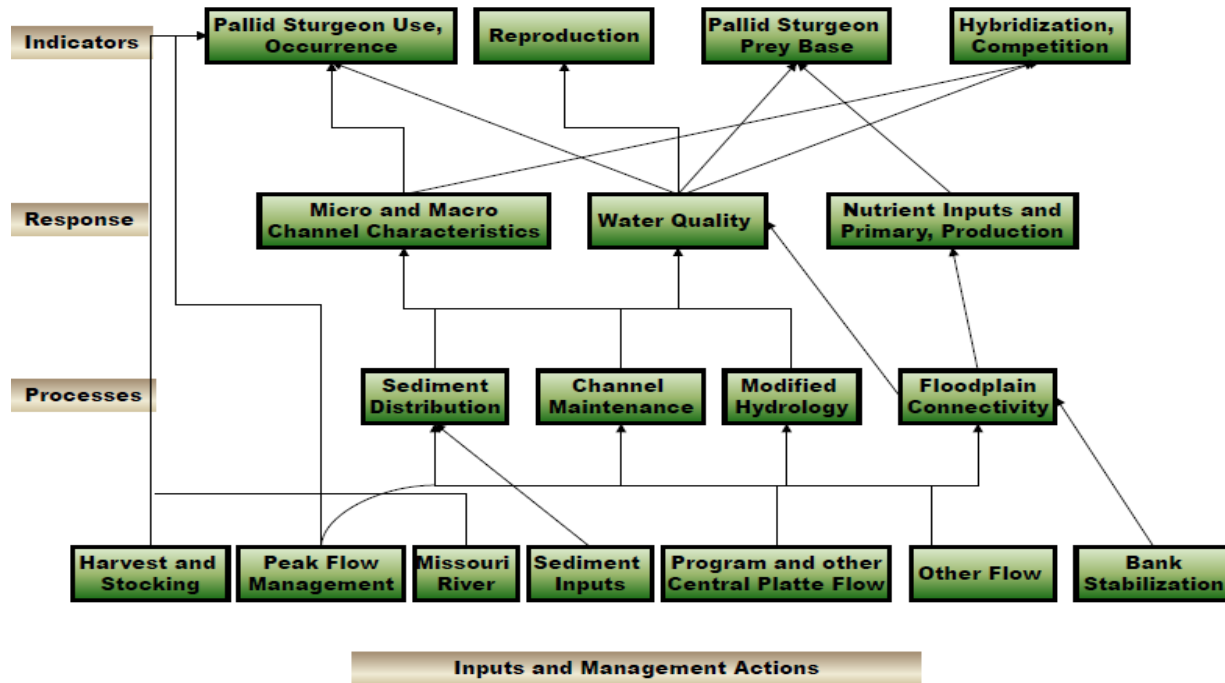 Indicators
Pallid Sturgeon Use,
Occurrence
Reproduction
Pallid Sturgeon
Prey Base
Hybridization,
Competition
Response
Micro and Macro
Channel Characteristics
Water Quality
Nutrient Inputs and
Primary, Production
Processes
Sediment
Distribution
Channel
Maintenance
Modified
Hydrology
Floodplain
Connectivity
Harvest and
Stocking
Peak Flow
Management
Missouri
River
Sediment
Inputs
Program and other
Central Platte Flow
Other Flow
Bank
Stabilization
Inputs and Management Actions